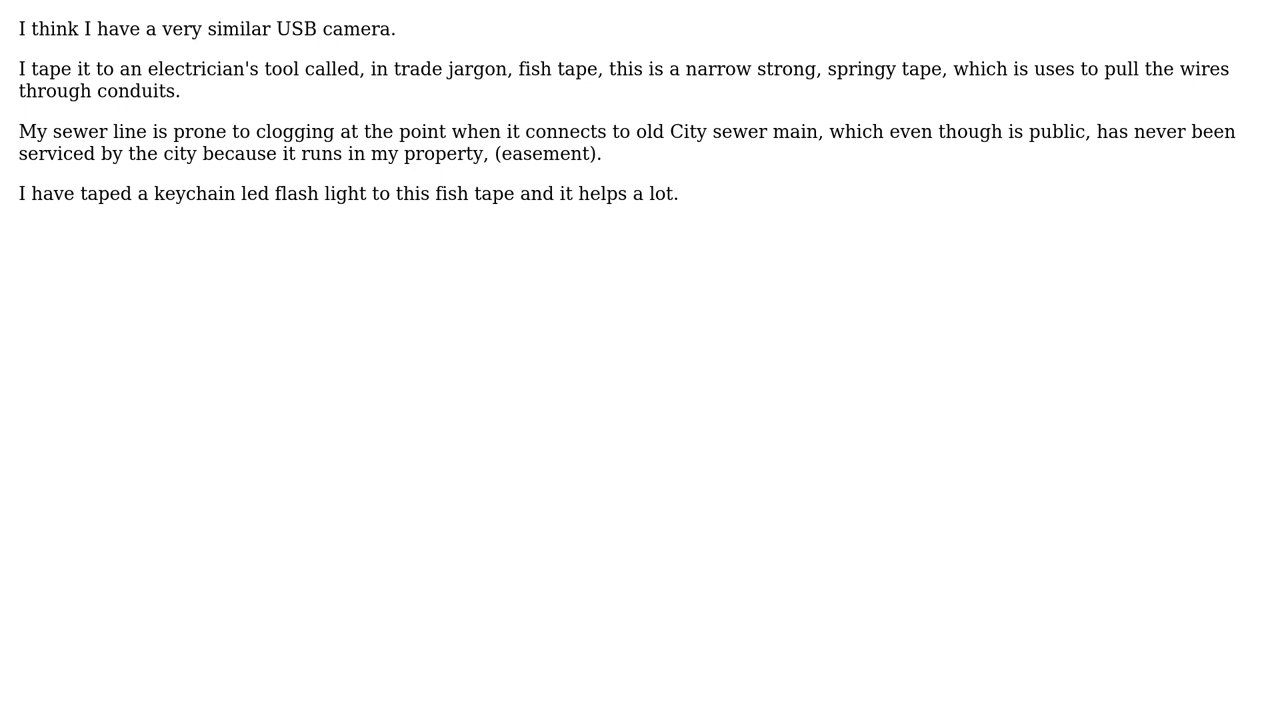 I think I have a very similar USB camera.
I tape it to an electrician's tool called, in trade jargon, fish tape, this is a narrow strong, springy tape, which is uses to pull the wires
through conduits.
My sewer line is prone to clogging at the point when it connects to old City sewer main, which even though is public, has never been
serviced by the city because it runs in my property, (easement).
I have taped a keychain led flash light to this fish tape and it helps a lot.